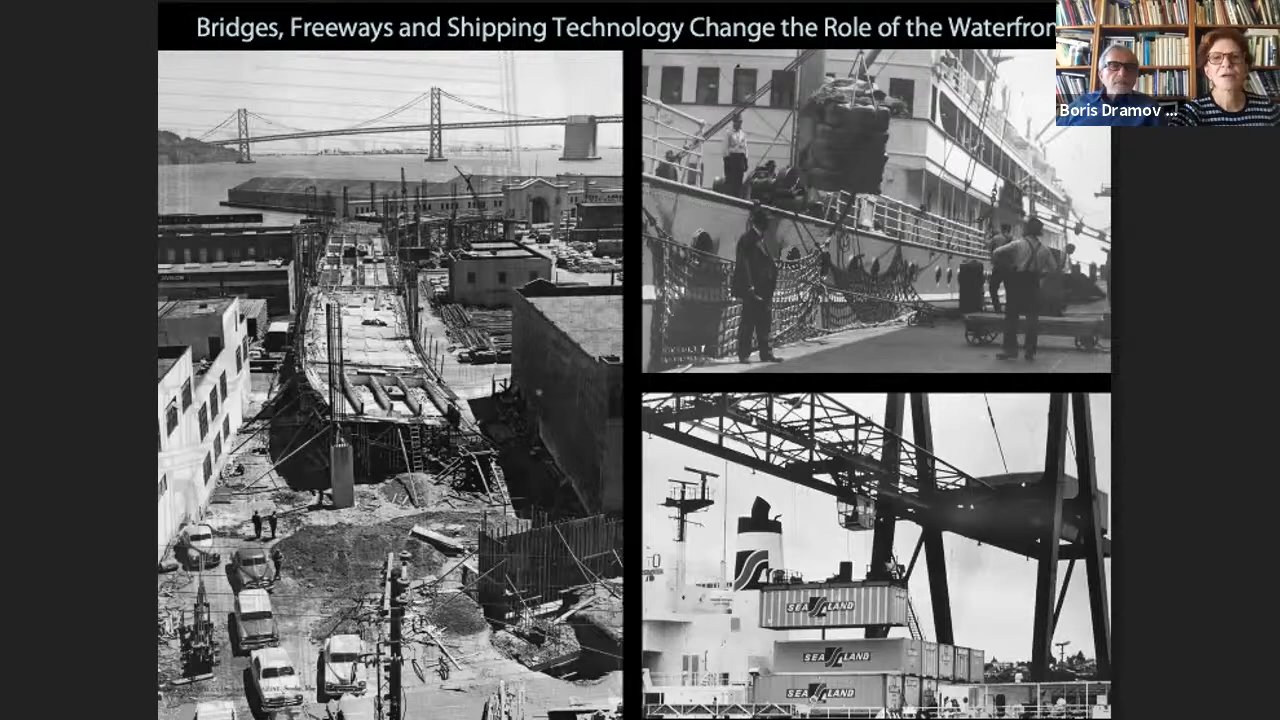 Bridges, Freeways and Shipping Technology Change the Role of the Waterfron
Boris Dramov ...
SEA LAND
SEA LAND
SEA LAND